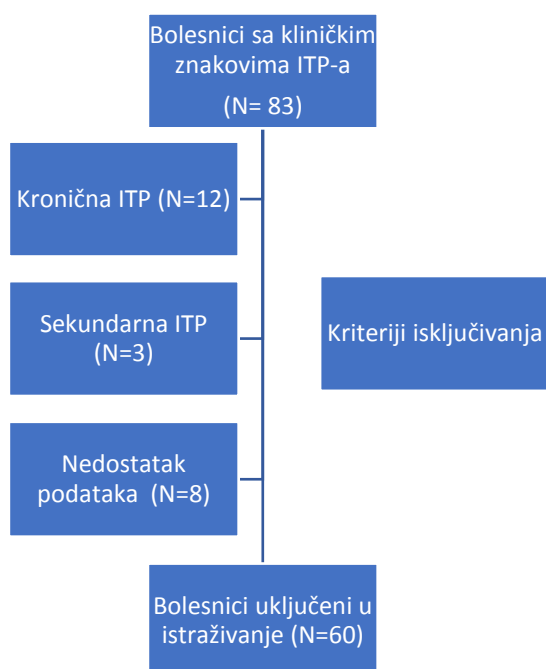 Bolesnici sa kliničkim
znakovima ITP-a
(N= 83)
Kronična ITP (N=12)
Sekundarna ITP
(N=3)
Kriteriji isključivanja
Nedostatak
podataka  (N=8)
Bolesnici uključeni u
istraživanje (N=60)